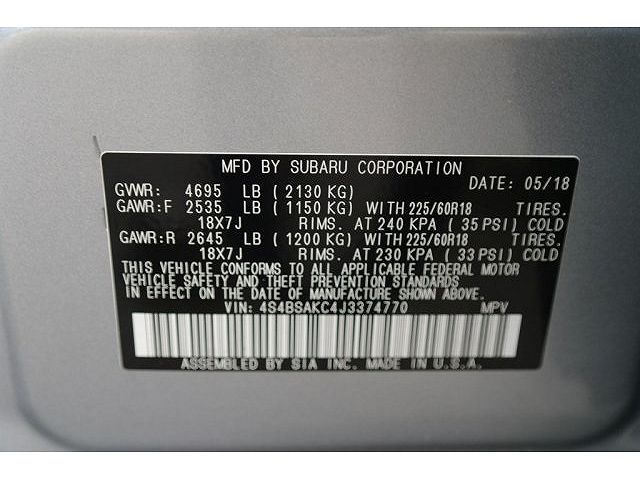 MFD BY SUBARU CORPORATION
GVWR: 4695 LB ( 2130 KG) DATE: 05/18
GAWR:F 2535 LB ( 1150 KG) WITH 225/60R18 TIRES.
18X7J RIMS. AT 240 KPA ( 35 PSI) COLD
GAWR:R 2645 LB ( 1200 KG) WITH 225/60R18 TIRES.
18X7J RIMS. AT 230 KPA ( 33 PSI) COLD
THIS VEHICLE CONFORMS TO ALL APPLICABLE FEDERAL MOTOR
VEHICLE SAFETY AND THEFT PREVENTION STANDARDS
IN EFFECT ON THE DATE OF MANUFACTURE SHOWN ABOVE.
VIN: 4S4BSAKC4J3374770 MPV
ASSEMBLED BY SIA INC. MADE IN U.S.A.